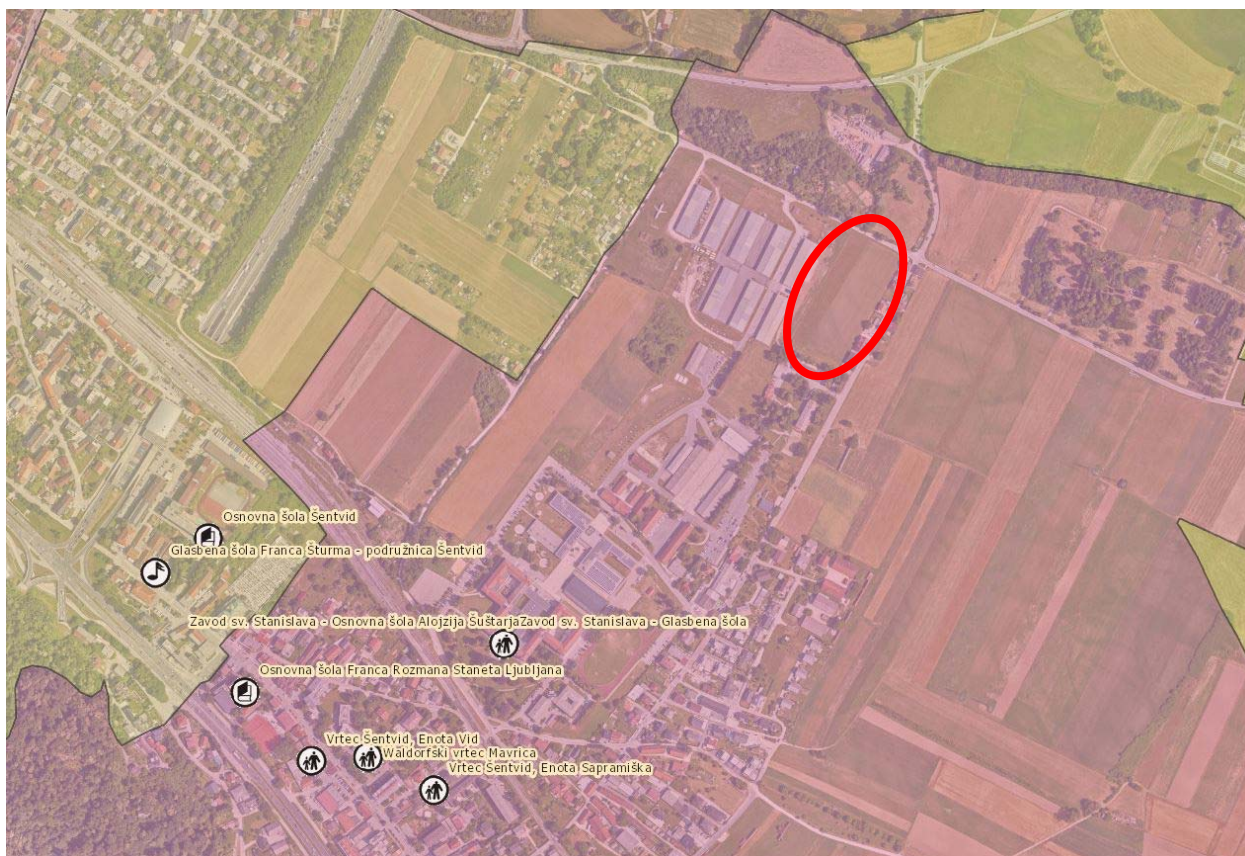 Osnovna šola Šentvid
Glasbena šola Franca Šturma - podružnica Šentvid
Zavod sv. Stanislava - Osnovna šola Alojzija ŠuštarjaZavod sv. Stanislava - Glasbena šola
Osnovna šola Franca Rozmana Staneta Ljubljana
Vrtec Šentvid, Enota Vid
Waldorfski vrtec Mavrica
Vrtec Šentvid, Enota Sapramiška